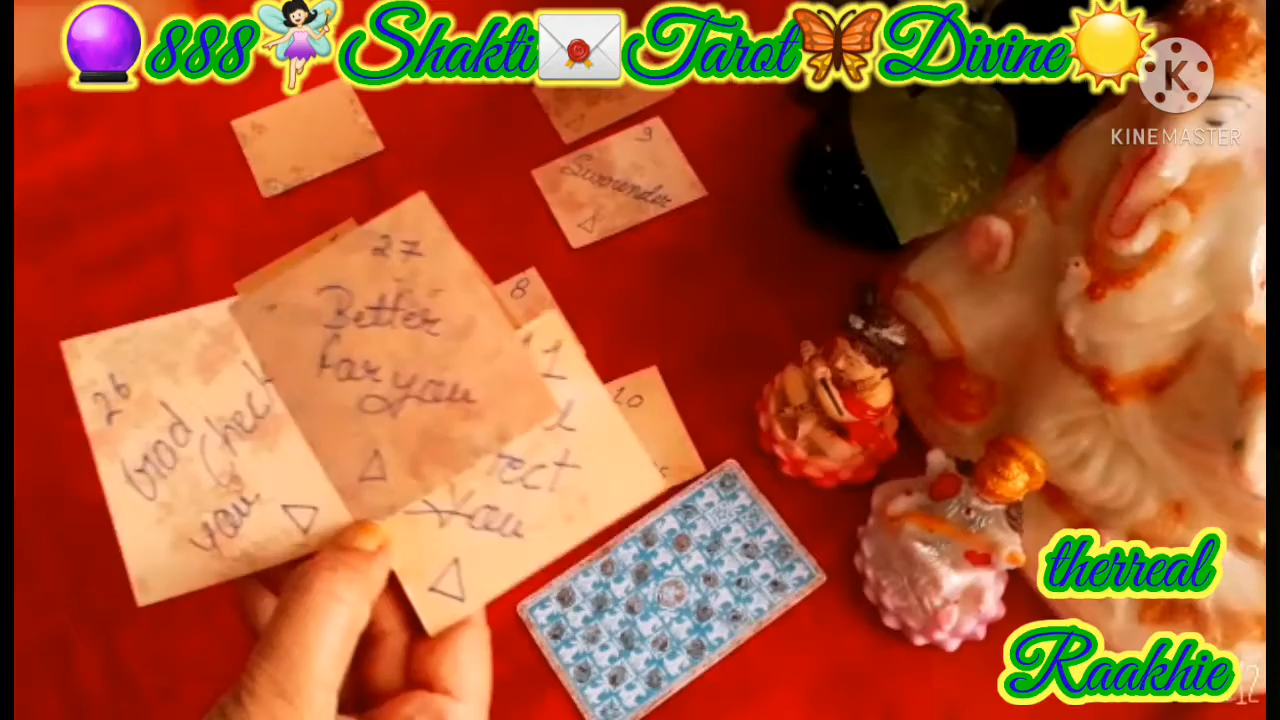 888 Shakti Tarot Divine
K
KINEMASTER
9
Surrender
27
Better
for you
8
26
God
Check
you
10
rect
You
therreal
Raakhie